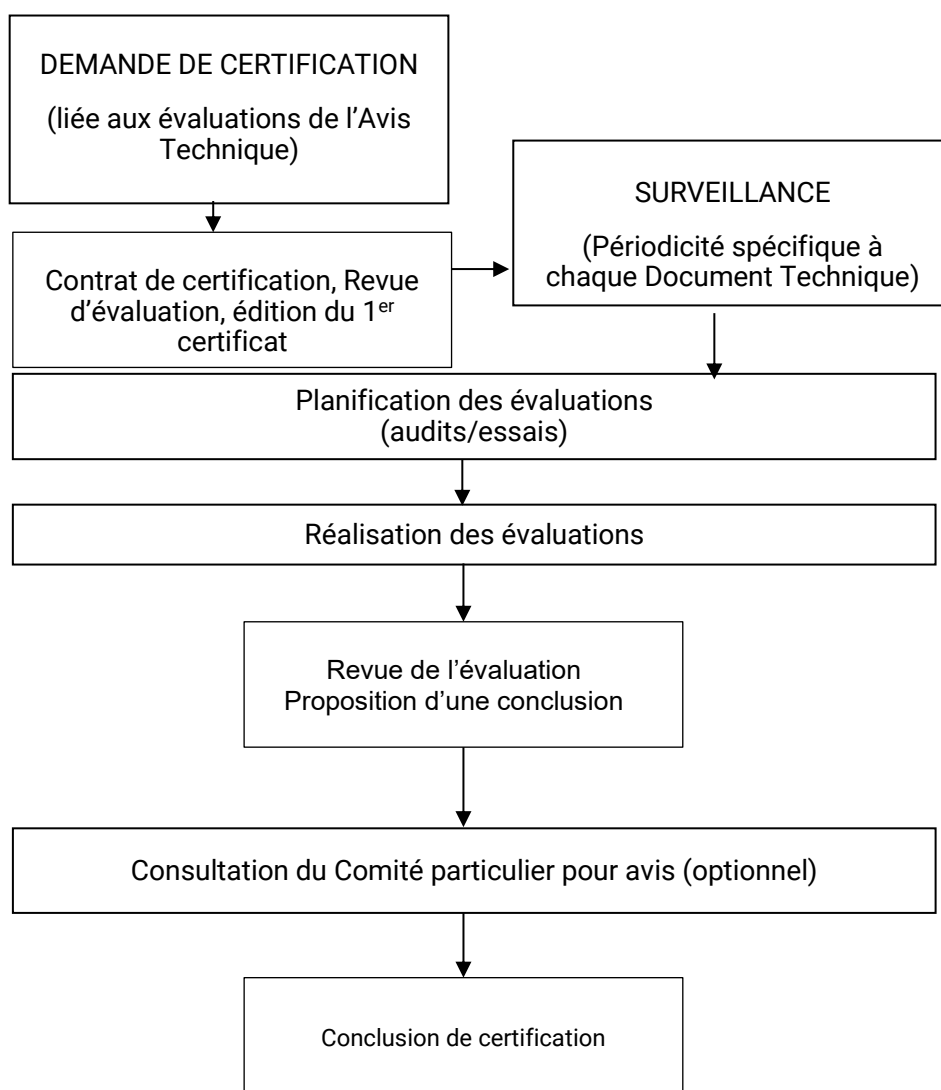 DEMANDE DE CERTIFICATION
(liée aux évaluations de l’Avis
Technique)
SURVEILLANCE
(Périodicité spécifique à
chaque Document Technique)
Contrat de certification, Revue
d’évaluation, édition du 1er
certificat
Planification des évaluations
(audits/essais)
Réalisation des évaluations
Revue de l’évaluation
Proposition d’une conclusion
Consultation du Comité particulier pour avis (optionnel)
Conclusion de certification